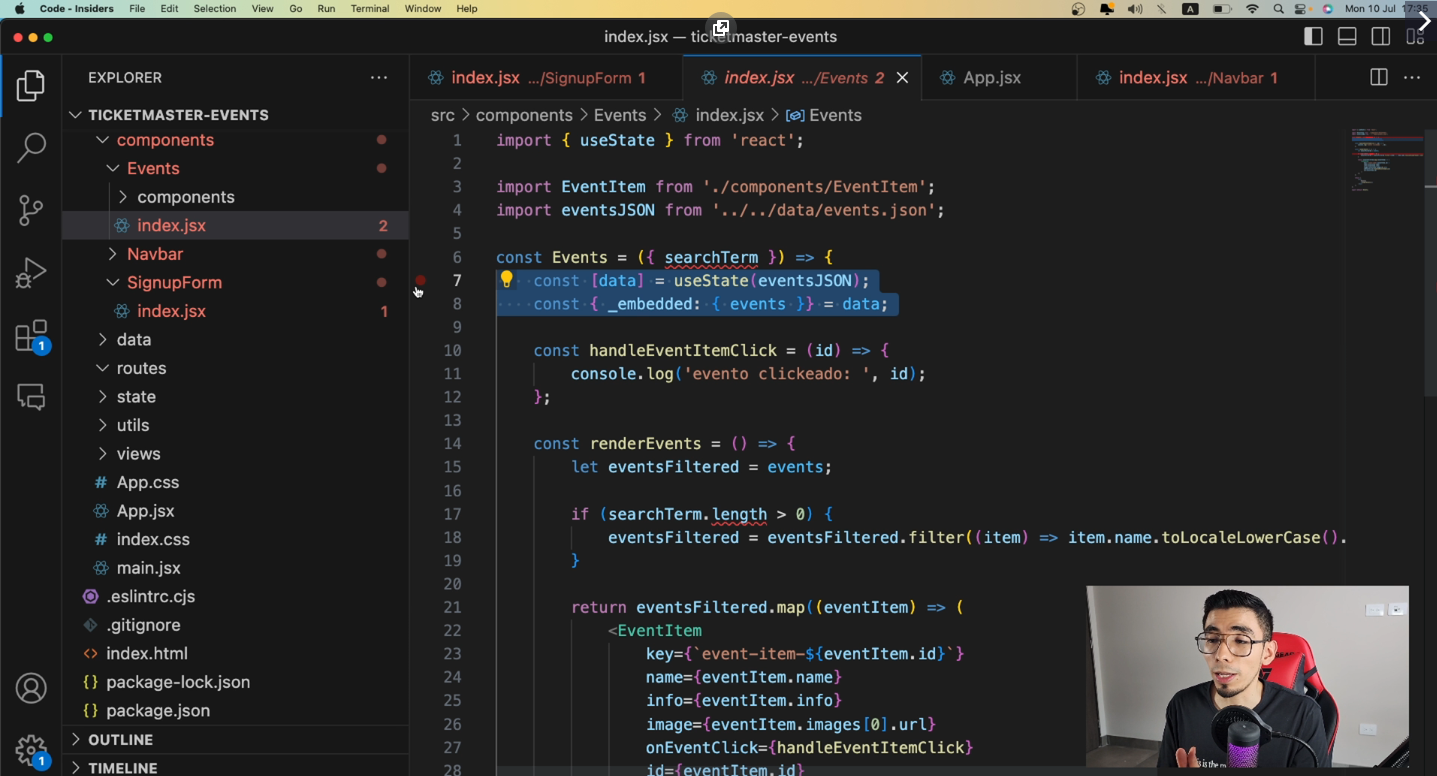 Code - Insiders File Edit Selection View Go Run Terminal Window Help A Mon 10 Jul 17:35
index.jsx — ticketmaster-events
EXPLORER
index.jsx .../SignupForm 1 index.jsx .../Events 2 App.jsx index.jsx .../Navbar 1
TICKETMASTER-EVENTS
components
Events
components
index.jsx 2
Navbar
SignupForm
index.jsx 1
data
routes
state
utils
views
# App.css
App.jsx
# index.css
main.jsx
.eslintrc.cjs
.gitignore
<> index.html
{} package-lock.json
{} package.json
OUTLINE
TIMELINE
1
1
src > components > Events > index.jsx > Events
1 import { useState } from 'react';
2
3 import EventItem from './components/EventItem';
4 import eventsJSON from '../../data/events.json';
5
6 const Events = ({ searchTerm }) => {
7 const [data] = useState(eventsJSON);
8 const { _embedded: { events }} = data;
9
10 const handleEventItemClick = (id) => {
11 console.log('evento clickeado: ', id);
12 };
13
14 const renderEvents = () => {
15 let eventsFiltered = events;
16
17 if (searchTerm.length > 0) {
18 eventsFiltered = eventsFiltered.filter((item) => item.name.toLocaleLowerCase().
19 }
20
21 return eventsFiltered.map((eventItem) => (
22 <EventItem
23 key={`event-item-${eventItem.id}`}
24 name={eventItem.name}
25 info={eventItem.info}
26 image={eventItem.images[0].url}
27 onEventClick={handleEventItemClick}
28 id={eventItem.id}